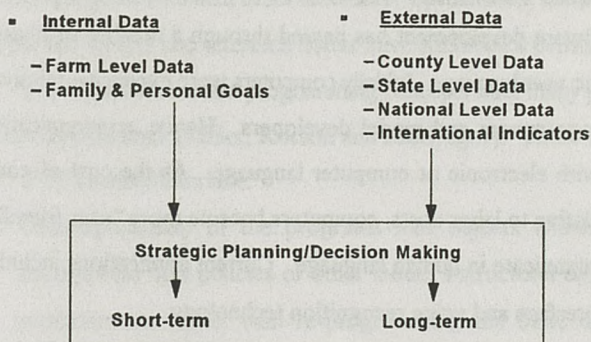 ▪ Internal Data
– Farm Level Data
– Family & Personal Goals
▪ External Data
– County Level Data
– State Level Data
– National Level Data
– International Indicators
Strategic Planning/Decision Making
Short-term
Long-term